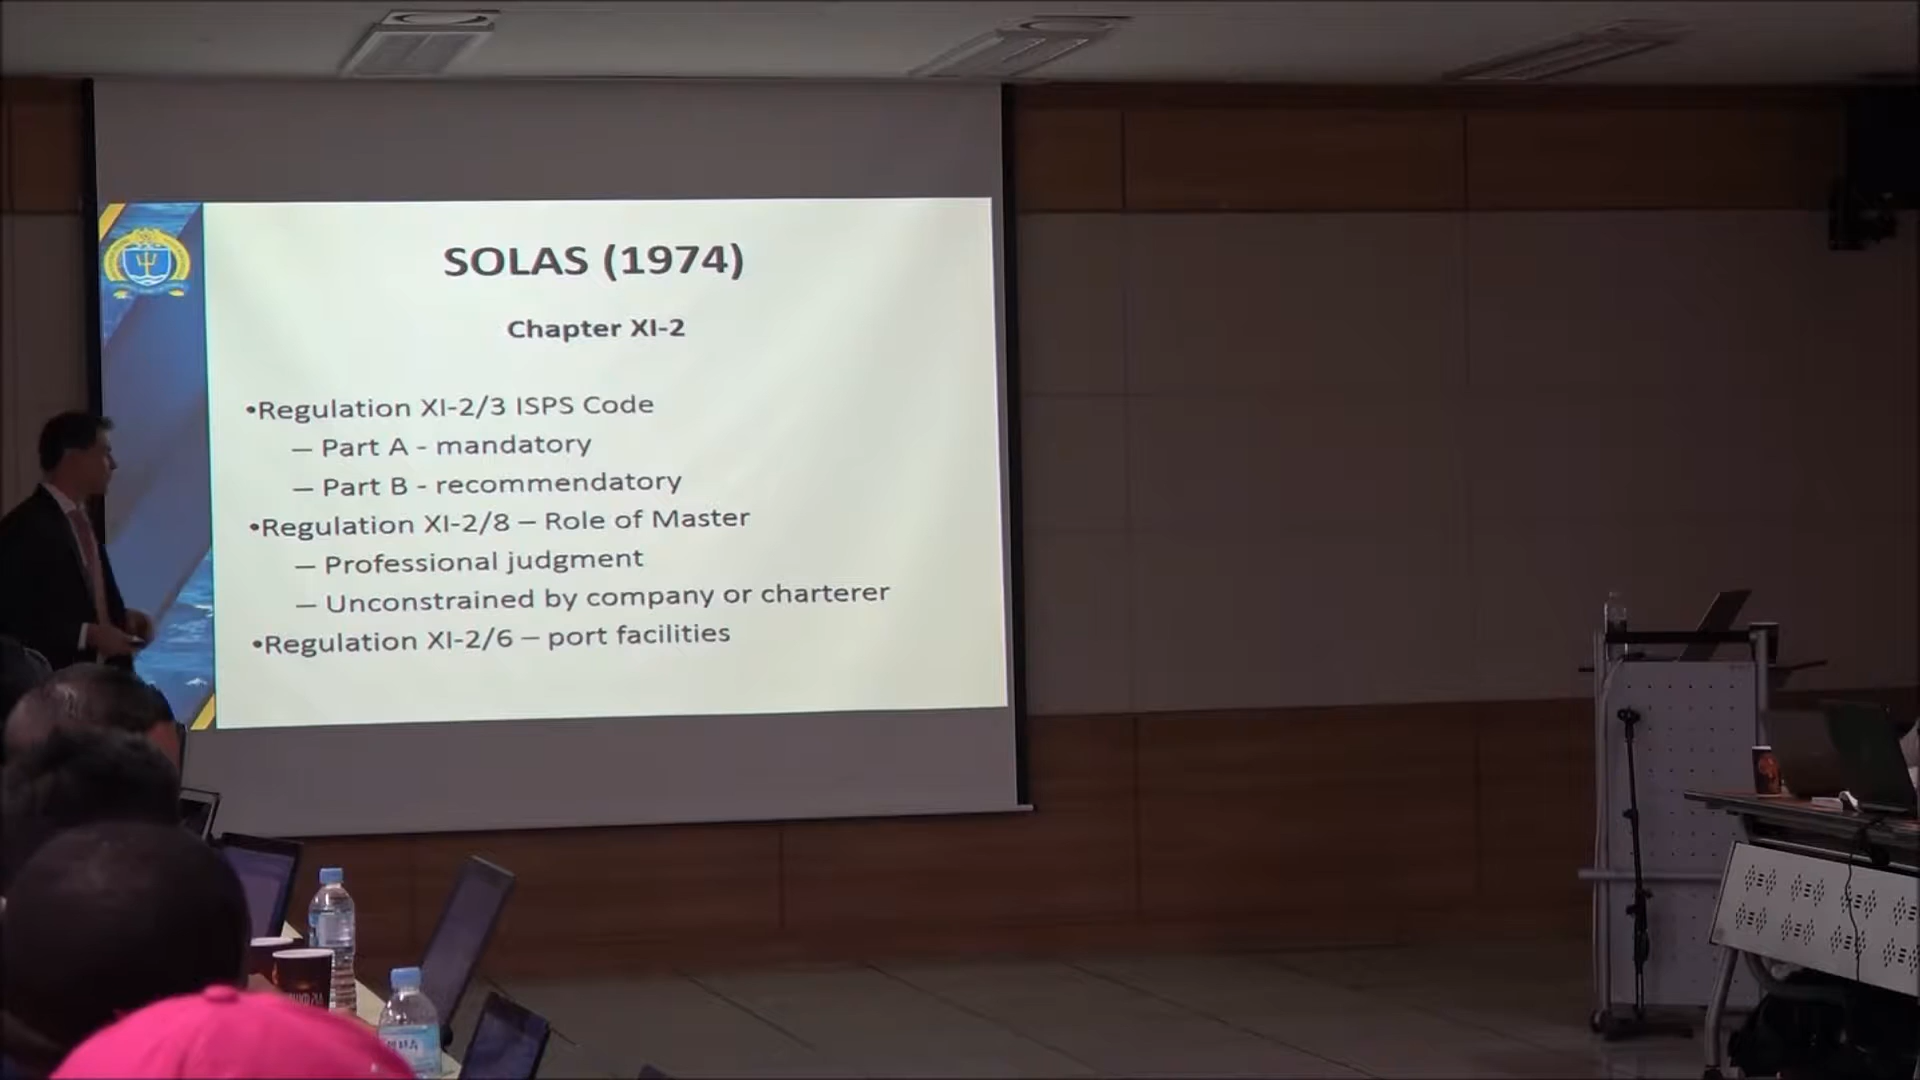 SOLAS (1974)
Chapter XI-2
•Regulation XI-2/3 ISPS Code
– Part A - mandatory
– Part B - recommendatory
•Regulation XI-2/8 – Role of Master
– Professional judgment
– Unconstrained by company or charterer
•Regulation XI-2/6 – port facilities